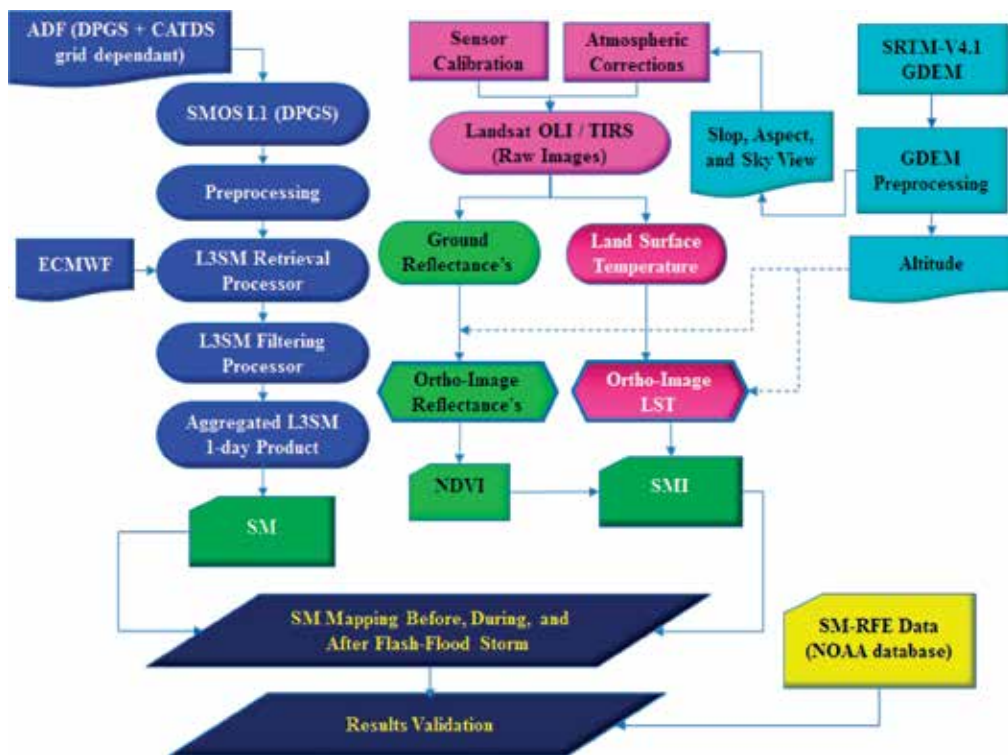 ADF (DPGS + CATDS
grid dependant)
SMOS L1 (DPGS)
Preprocessing
ECMWF
L3SM Retrieval
Processor
L3SM Filtering
Processor
Aggregated L3SM
1-day Product
SM
Sensor
Calibration
Atmospheric
Corrections
Landsat OLI / TIRS
(Raw Images)
Ground
Reflectance's
Land Surface
Temperature
Ortho-Image
Reflectance's
Ortho-Image
LST
NDVI
SMI
SRTM-V4.1
GDEM
Slop, Aspect,
and Sky View
GDEM
Preprocessing
Altitude
SM Mapping Before, During, and
After Flash-Flood Storm
SM-RFE Data
(NOAA database)
Results Validation